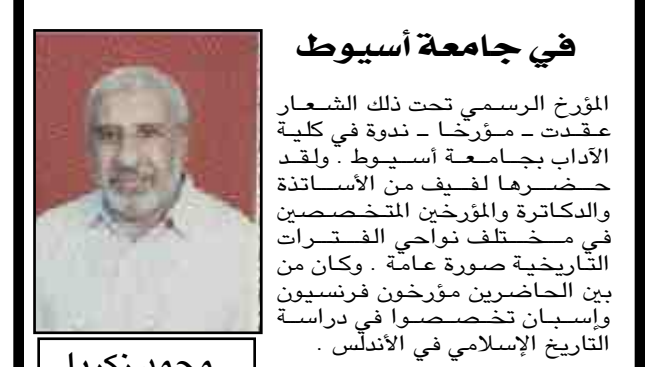 في جامعة أسيوط
المؤرخ الرسمي تحت ذلك الشعار
عقدت - مؤرخا - ندوة في كلية
الآداب بجامعة أسيوط . ولقد
حضرها لفيف من الأساتذة
والدكاترة والمؤرخين المتخصصين
في مختلف نواحي الفترات
التاريخية صورة عامة . وكان من
بين الحاضرين مؤرخون فرنسيون
وإسبان تخصصوا في دراسة
التاريخ الإسلامي في الأندلس .
محمد زكريا